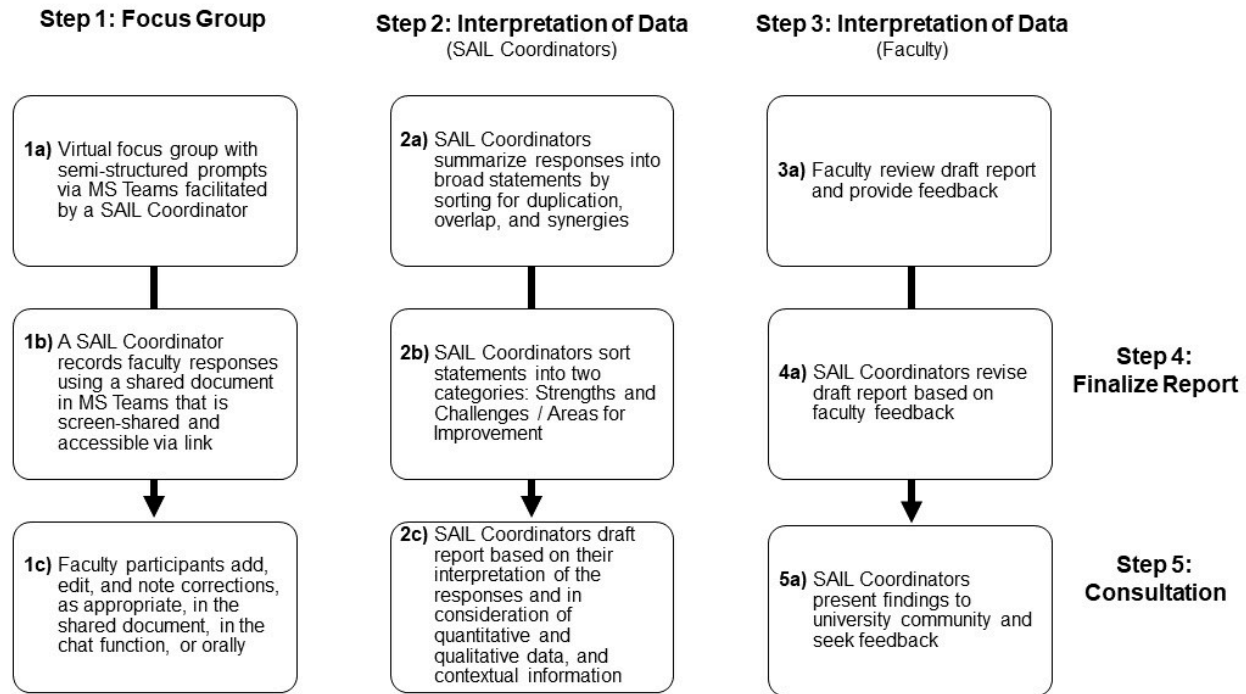 Step 1: Focus Group
1a) Virtual focus group with
semi-structured prompts
via MS Teams facilitated
by a SAIL Coordinator
1b) A SAIL Coordinator
records faculty responses
using a shared document
in MS Teams that is
screen-shared and
accessible via link
1c) Faculty participants add,
edit, and note corrections,
as appropriate, in the
shared document, in the
chat function, or orally
Step 2: Interpretation of Data
(SAIL Coordinators)
2a) SAIL Coordinators
summarize responses into
broad statements by
sorting for duplication,
overlap, and synergies
2b) SAIL Coordinators sort
statements into two
categories: Strengths and
Challenges / Areas for
Improvement
2c) SAIL Coordinators draft
report based on their
interpretation of the
responses and in
consideration of
quantitative and
qualitative data, and
contextual information
Step 3: Interpretation of Data
(Faculty)
3a) Faculty review draft report
and provide feedback
Step 4:
Finalize Report
4a) SAIL Coordinators revise
draft report based on
faculty feedback
Step 5:
Consultation
5a) SAIL Coordinators
present findings to
university community and
seek feedback